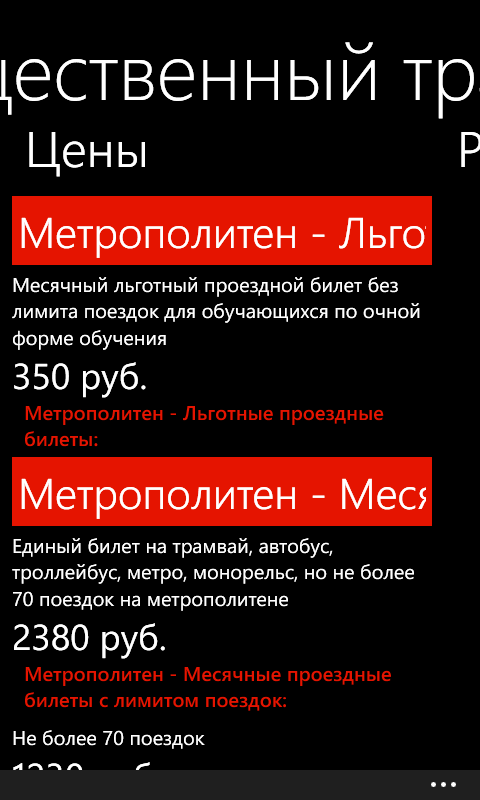 щественный тра
Цены
Р
Метрополитен - Льго
Месячный льготный проездной билет без
лимита поездок для обучающихся по очной
форме обучения
350 руб.
Метрополитен - Льготные проездные
билеты:
Метрополитен - Меся
Единый билет на трамвай, автобус,
троллейбус, метро, монорельс, но не более
70 поездок на метрополитене
2380 руб.
Метрополитен - Месячные проездные
билеты с лимитом поездок:
Не более 70 поездок